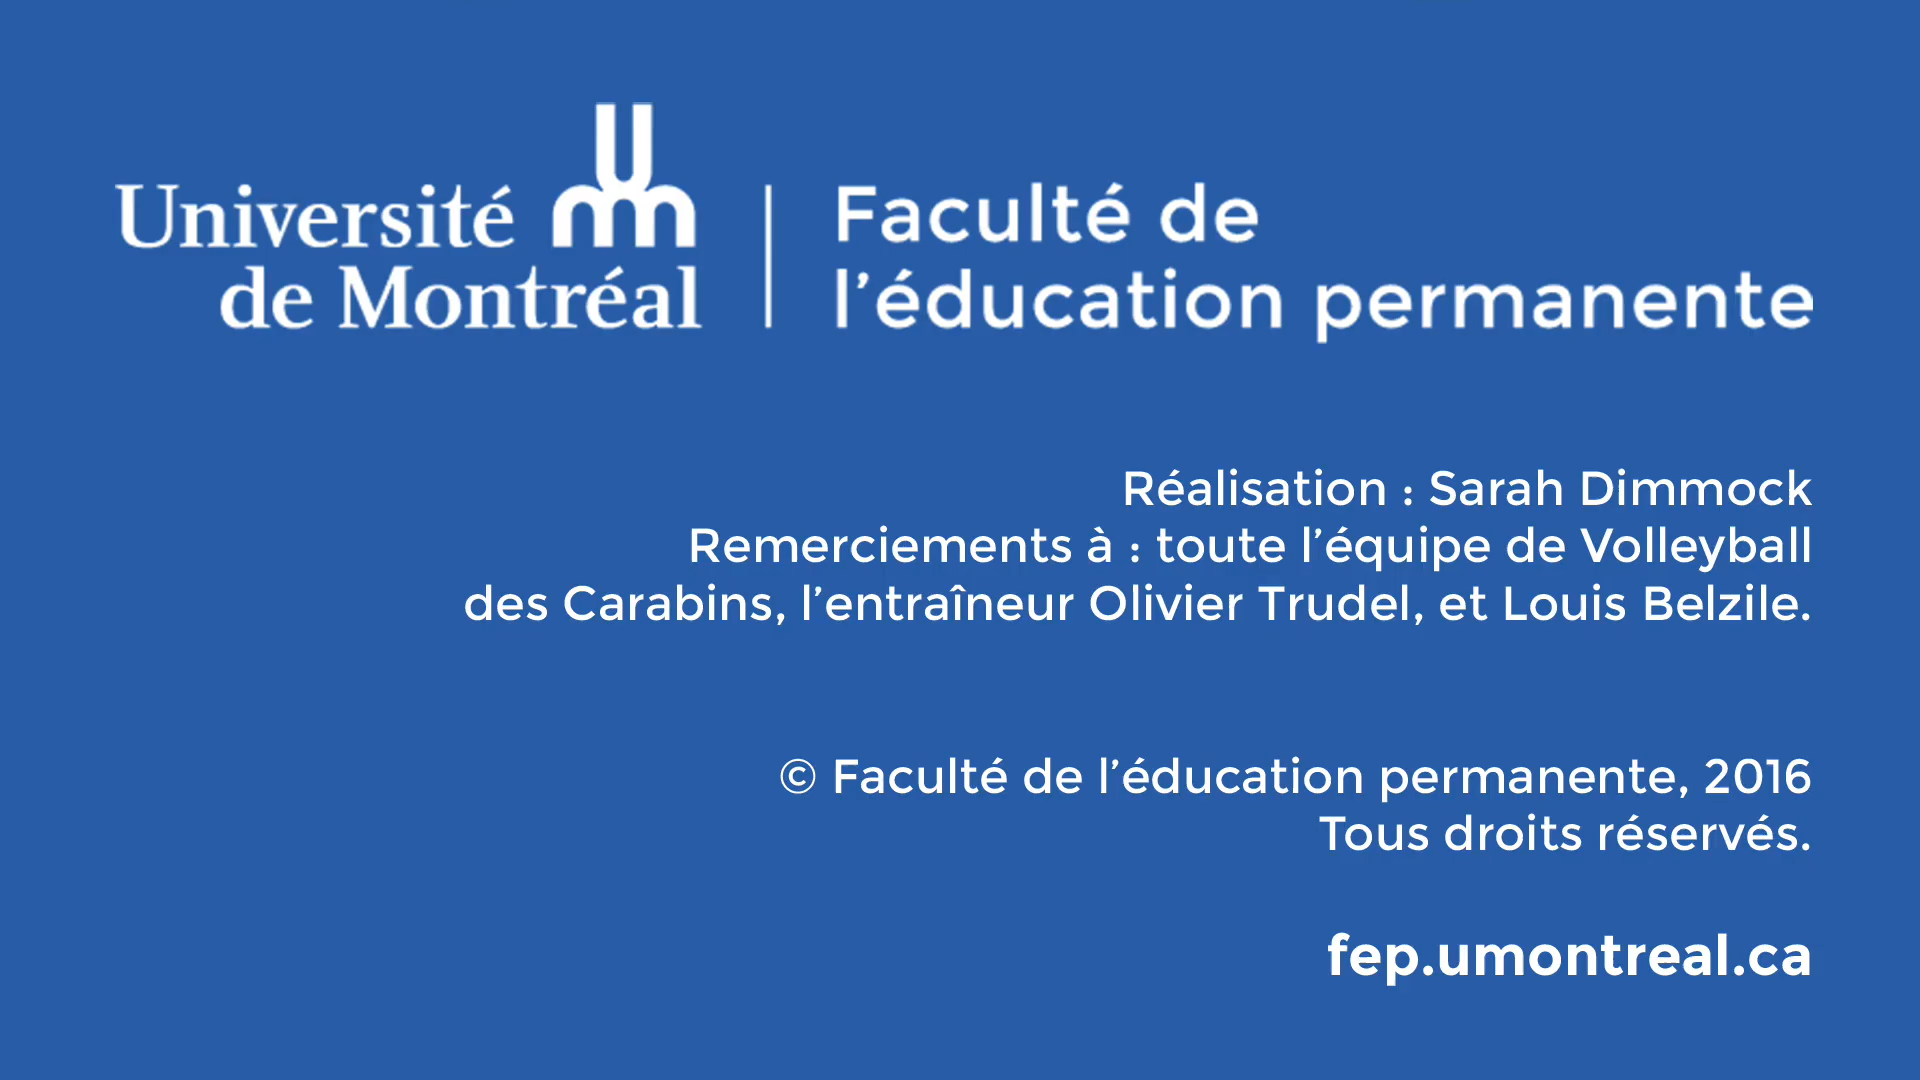 Université
de Montréal
Faculté de
l’éducation permanente
Réalisation : Sarah Dimmock
Remerciements à : toute l’équipe de Volleyball
des Carabins, l’entraîneur Olivier Trudel, et Louis Belzile.
© Faculté de l’éducation permanente, 2016
Tous droits réservés.
fep.umontreal.ca